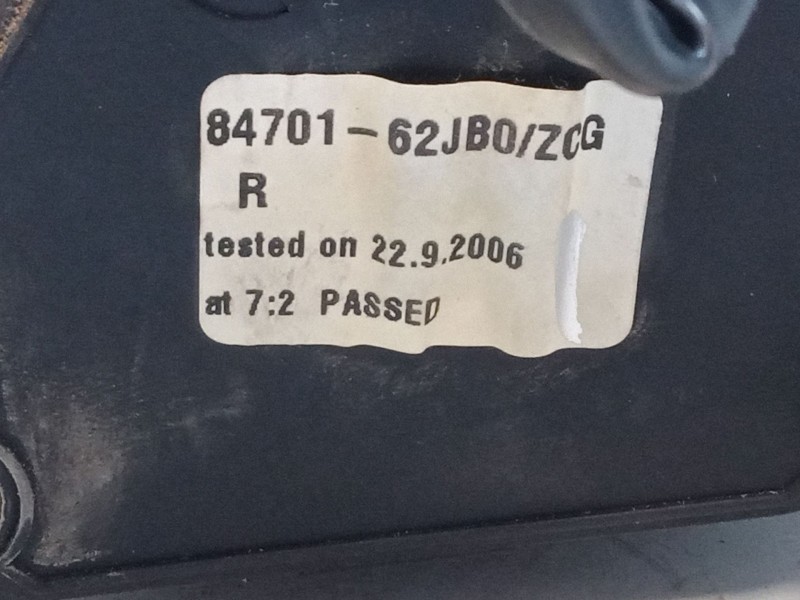 84701-62JB0/ZCG
R
tested on 22.9.2006
at 7:2 PASSED